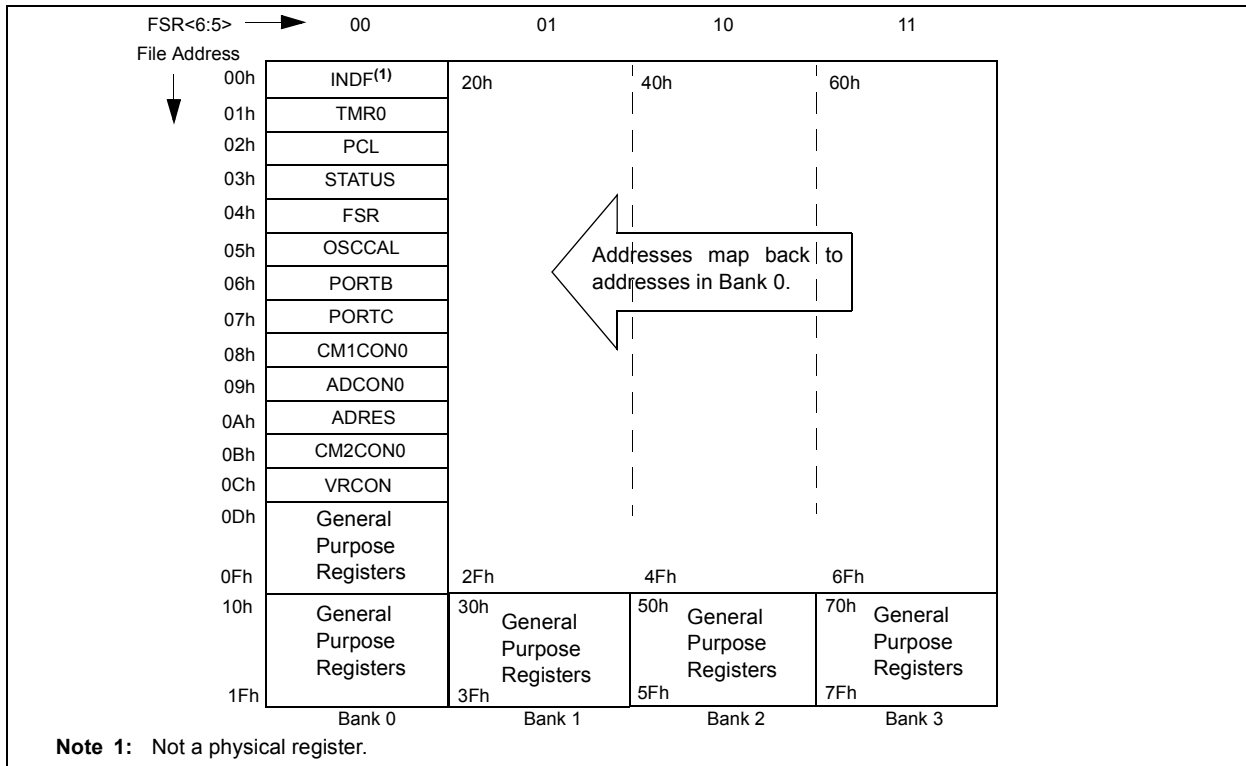 FSR<6:5> 00 01 10 11
File Address
00h INDF(1) 20h 40h 60h
01h TMR0
02h PCL
03h STATUS
04h FSR
05h OSCCAL
06h PORTB
07h PORTC
08h CM1CON0
09h ADCON0
0Ah ADRES
0Bh CM2CON0
0Ch VRCON
Addresses map back to
addresses in Bank 0.
0Dh General
Purpose
0Fh Registers 2Fh 4Fh 6Fh
10h General
Purpose
Registers
1Fh
30h General
Purpose
Registers
3Fh
50h General
Purpose
Registers
5Fh
70h General
Purpose
Registers
7Fh
Bank 0 Bank 1 Bank 2 Bank 3
Note 1: Not a physical register.